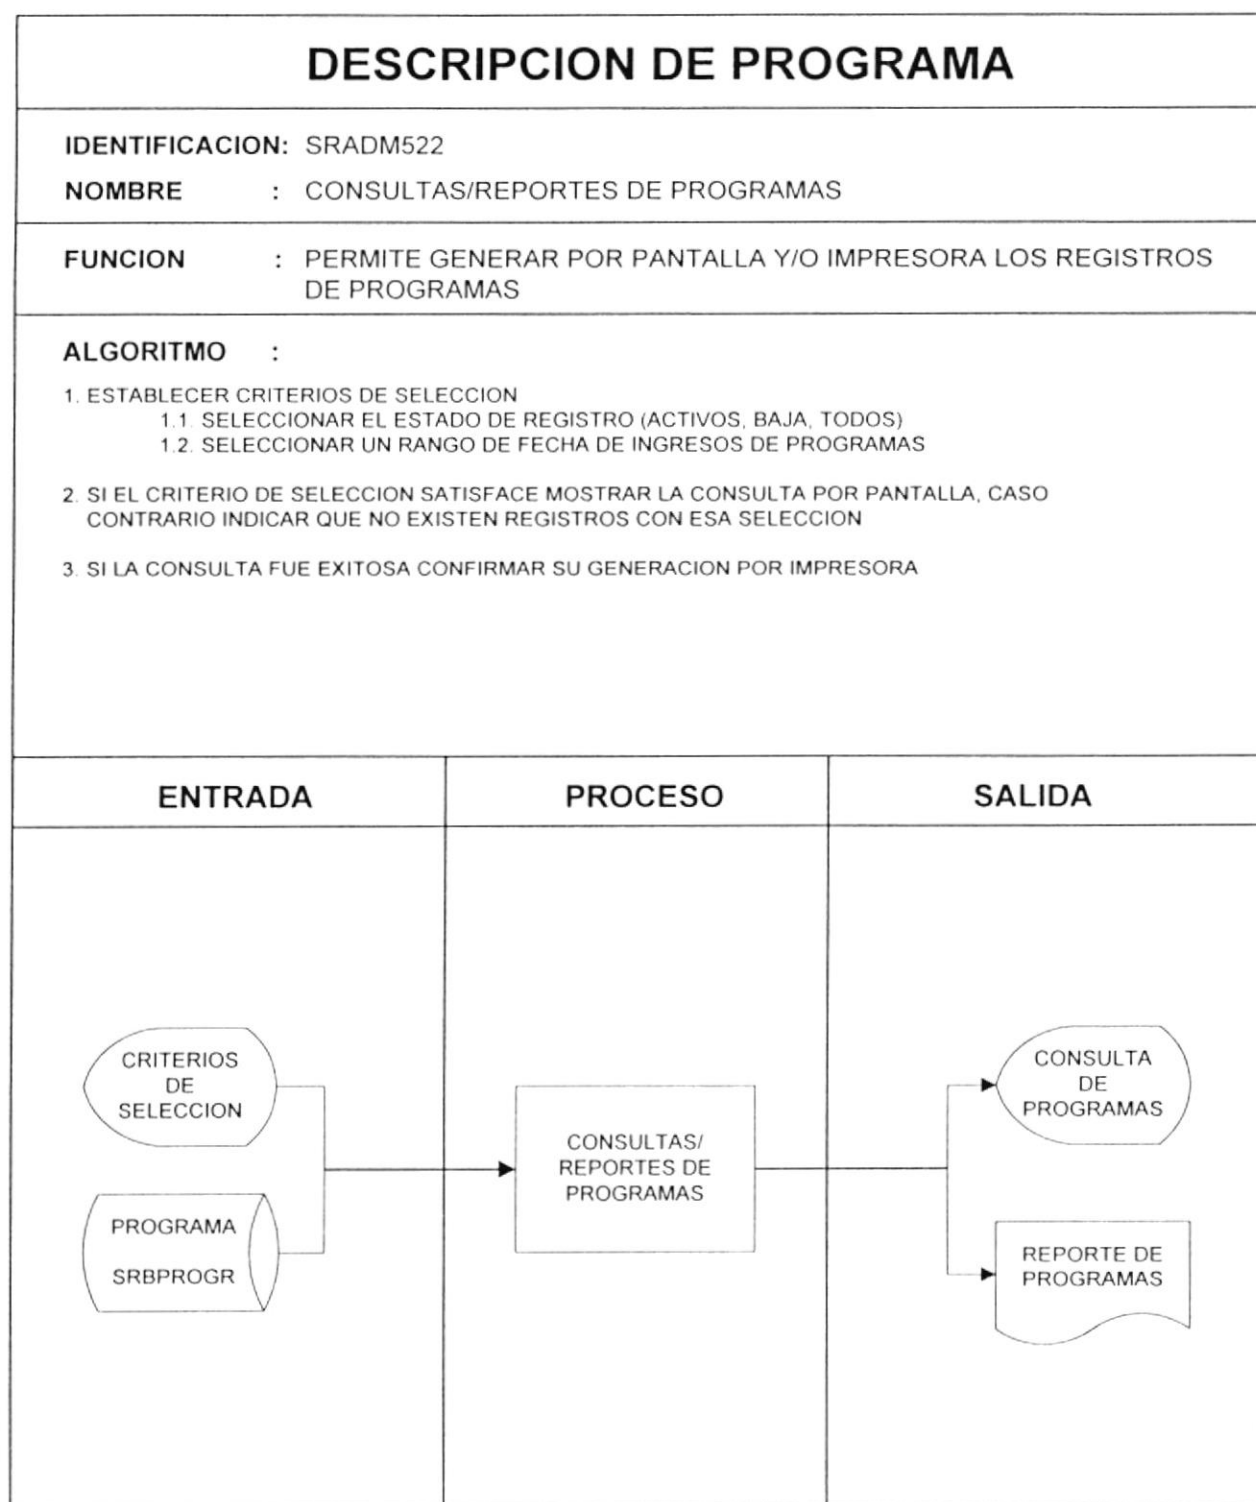 DESCRIPCION DE PROGRAMA
IDENTIFICACION: SRADM522
NOMBRE : CONSULTAS/REPORTES DE PROGRAMAS
FUNCION : PERMITE GENERAR POR PANTALLA Y/O IMPRESORA LOS REGISTROS
DE PROGRAMAS
ALGORITMO :
1. ESTABLECER CRITERIOS DE SELECCION
1.1. SELECCIONAR EL ESTADO DE REGISTRO (ACTIVOS, BAJA, TODOS)
1.2. SELECCIONAR UN RANGO DE FECHA DE INGRESOS DE PROGRAMAS
2. SI EL CRITERIO DE SELECCION SATISFACE MOSTRAR LA CONSULTA POR PANTALLA, CASO
CONTRARIO INDICAR QUE NO EXISTEN REGISTROS CON ESA SELECCION
3. SI LA CONSULTA FUE EXITOSA CONFIRMAR SU GENERACION POR IMPRESORA
ENTRADA
PROCESO
SALIDA
CRITERIOS
DE
SELECCION
PROGRAMA
SRBPROGR
CONSULTAS/
REPORTES DE
PROGRAMAS
CONSULTA
DE
PROGRAMAS
REPORTE DE
PROGRAMAS